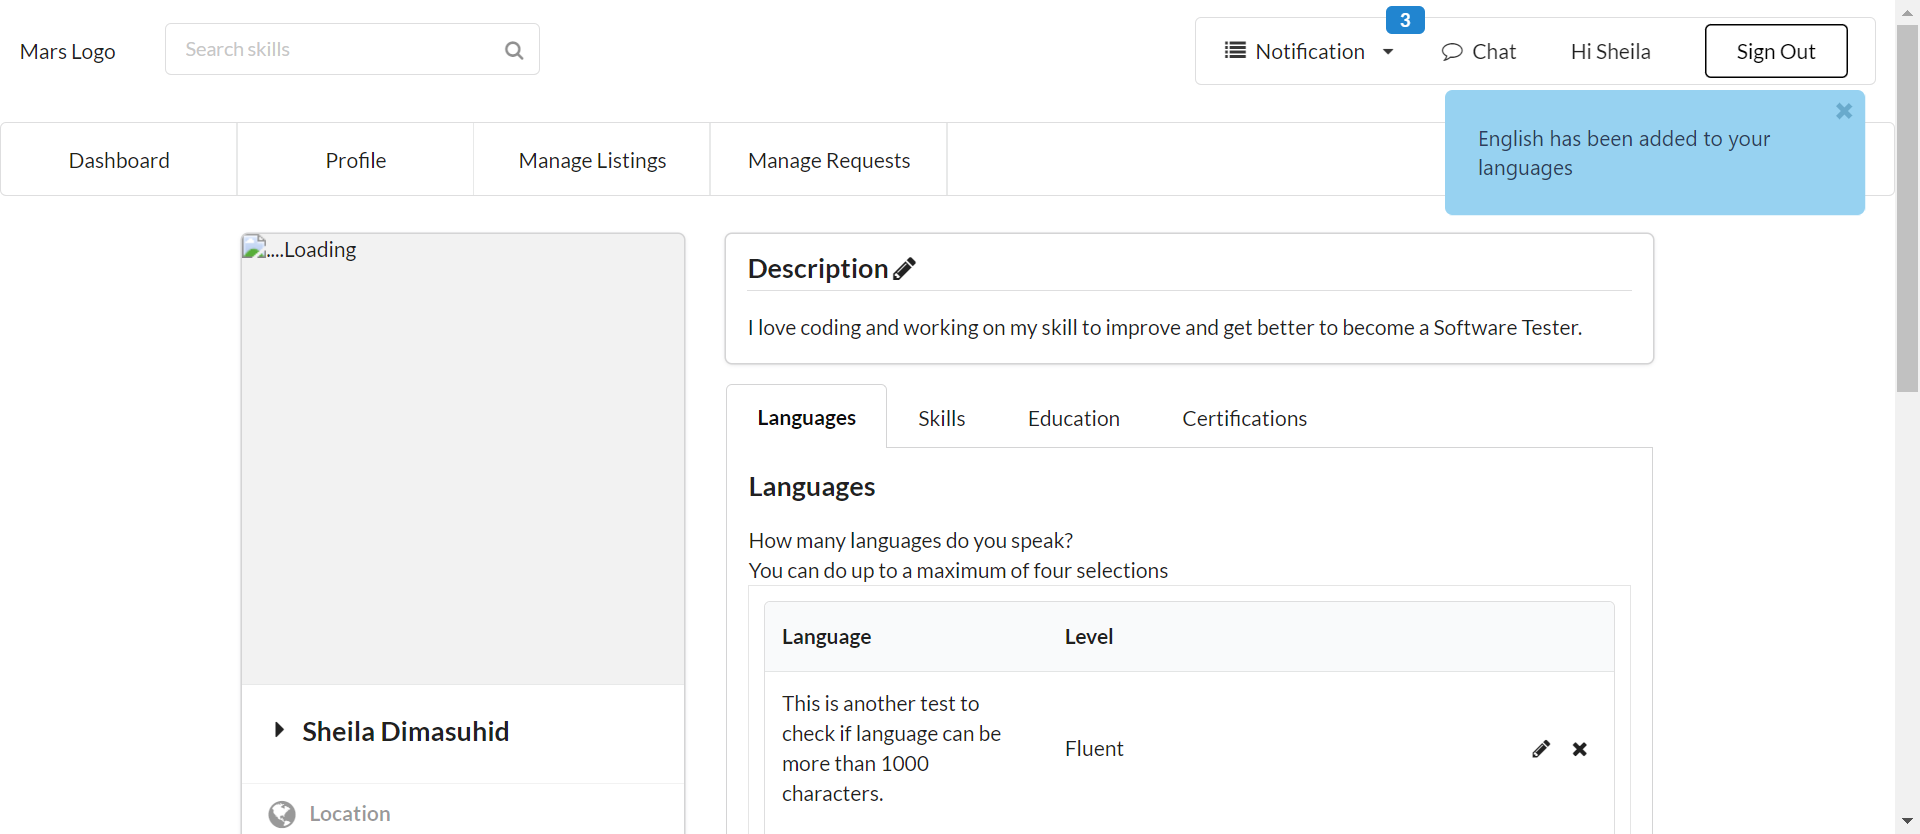 Mars Logo
Search skills
Notification
3
Chat
Hi Sheila
Sign Out
English has been added to your
languages
Dashboard
Profile
Manage Listings
Manage Requests
....Loading
Sheila Dimasuhid
Location
Description
I love coding and working on my skill to improve and get better to become a Software Tester.
Languages
Skills
Education
Certifications
Languages
How many languages do you speak?
You can do up to a maximum of four selections
Language
Level
This is another test to
check if language can be
more than 1000
characters.
Fluent